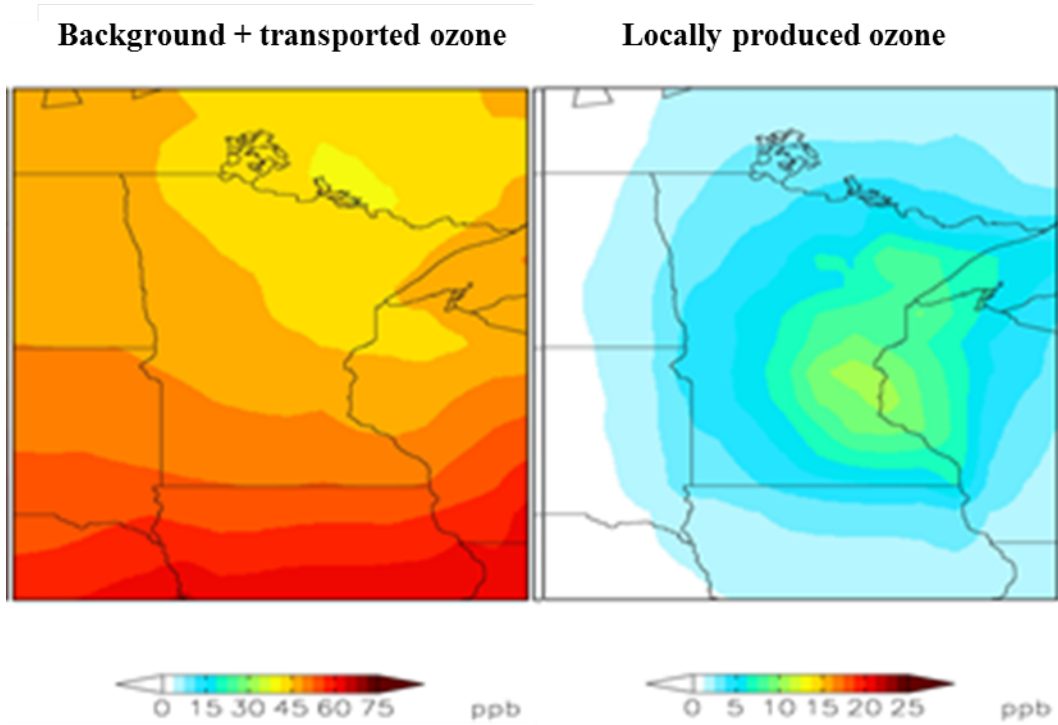 Background + transported ozone
Locally produced ozone
0 15 30 45 60 75 ppb
0 5 10 15 20 25 ppb